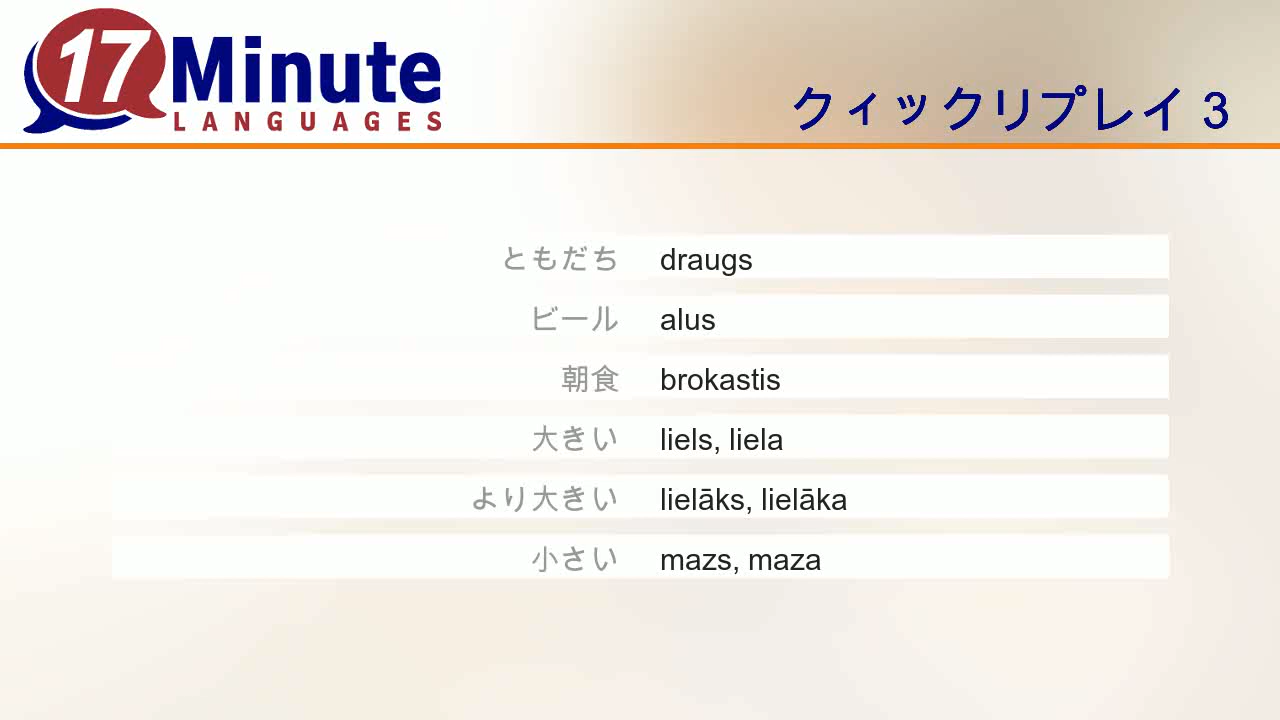 17 Minute
LANGUAGES
クィックリプレイ 3
ともだち draugs
ビール alus
朝食 brokastis
大きい liels, liela
より大きい lielāks, lielāka
小さい mazs, maza